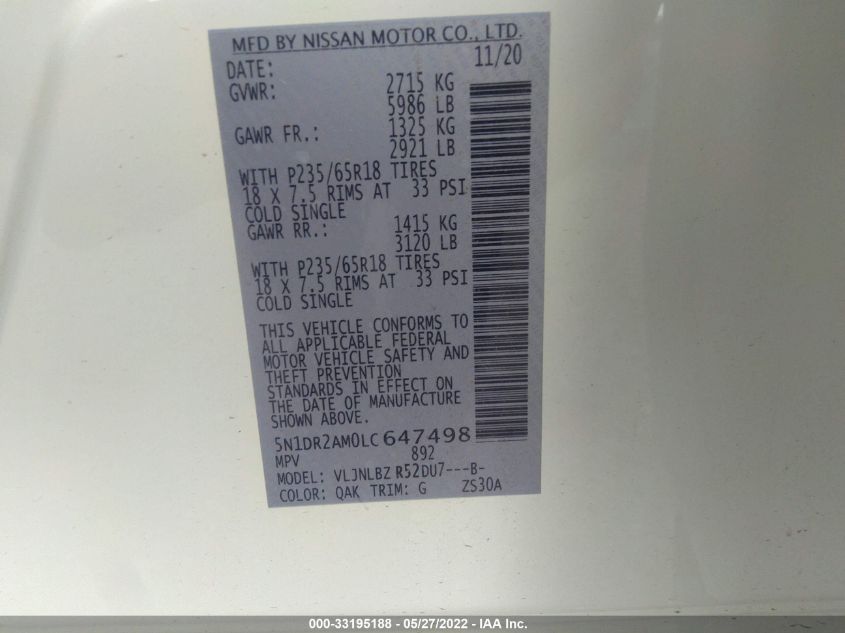 MFD BY NISSAN MOTOR CO., LTD.
DATE: 11/20
GVWR: 2715 KG
5986 LB
GAWR FR.: 1325 KG
2921 LB
WITH P235/65R18 TIRES
18 X 7.5 RIMS AT 33 PSI
COLD SINGLE
GAWR RR.: 1415 KG
3120 LB
WITH P235/65R18 TIRES
18 X 7.5 RIMS AT 33 PSI
COLD SINGLE
THIS VEHICLE CONFORMS TO
ALL APPLICABLE FEDERAL
MOTOR VEHICLE SAFETY AND
THEFT PREVENTION
STANDARDS IN EFFECT ON
THE DATE OF MANUFACTURE
SHOWN ABOVE.
5N1DR2AM0LC647498
MPV 892
MODEL: VLJNLBZ R52DU7---B-
COLOR: QAK TRIM: G ZS30A
000-33195188 - 05/27/2022 - IAA Inc.